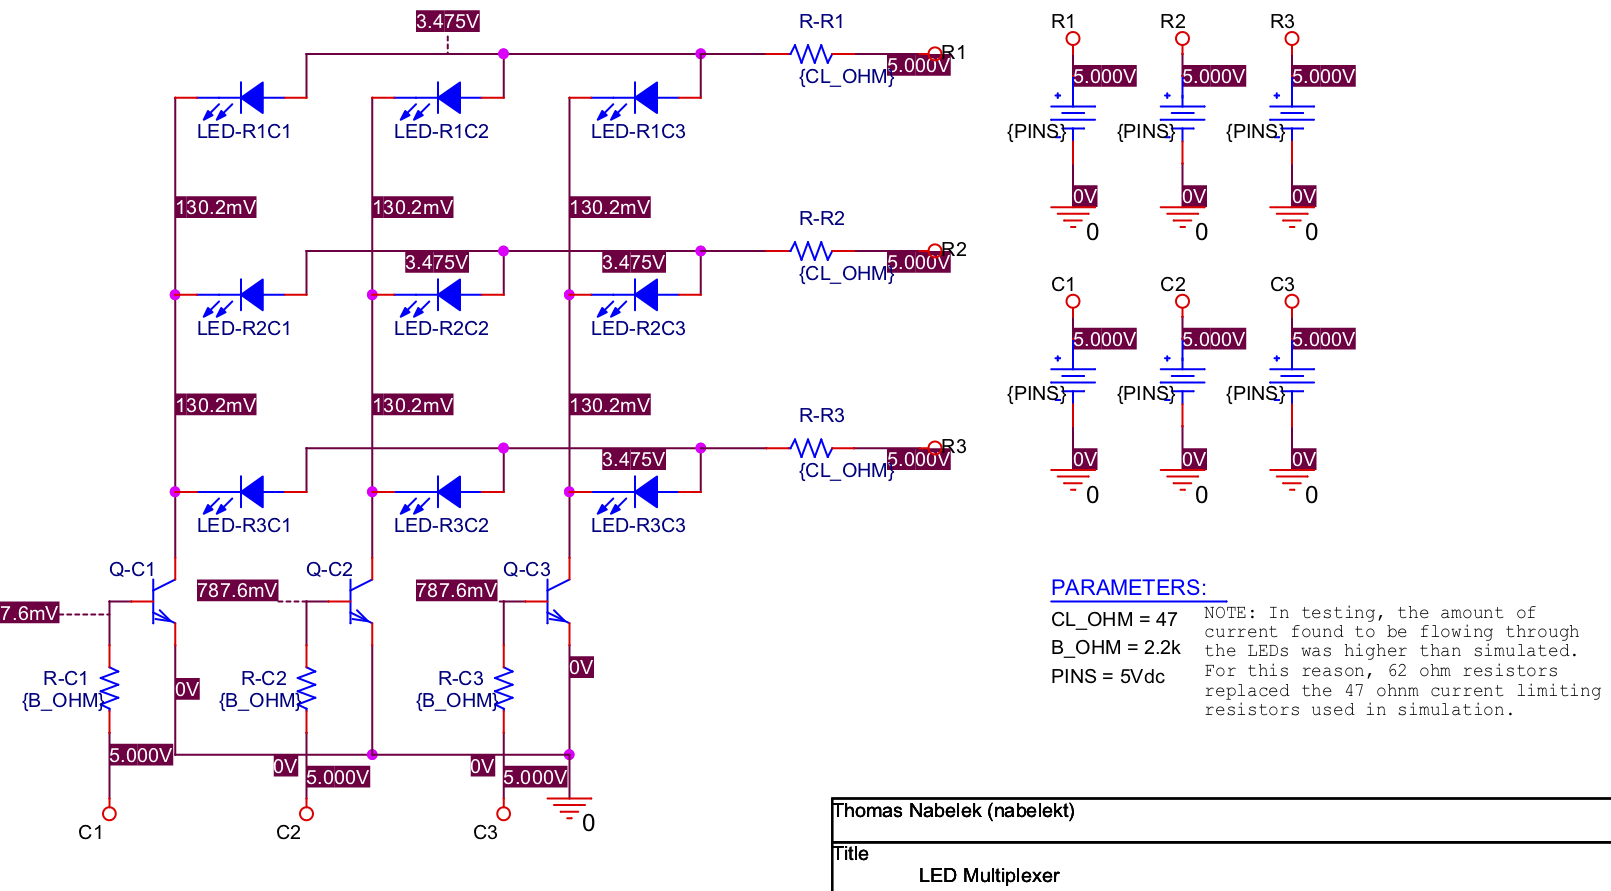 3.475V
R-R1
R1
R2
R3
R1
5.000V
{CL_OHM}
5.000V
5.000V
5.000V
LED-R1C1
LED-R1C2
LED-R1C3
{PINS}
{PINS}
{PINS}
130.2mV
130.2mV
130.2mV
0V
0V
0V
R-R2
0
0
0
R2
3.475V
3.475V
5.000V
{CL_OHM}
C1
C2
C3
LED-R2C1
LED-R2C2
LED-R2C3
5.000V
5.000V
5.000V
{PINS}
{PINS}
{PINS}
130.2mV
130.2mV
130.2mV
R-R3
R3
3.475V
5.000V
{CL_OHM}
0V
0V
0V
0
0
0
LED-R3C1
LED-R3C2
LED-R3C3
Q-C1
Q-C2
Q-C3
787.6mV
787.6mV
7.6mV
PARAMETERS:
CL_OHM = 47
B_OHM = 2.2k
PINS = 5Vdc
NOTE: In testing, the amount of
current found to be flowing through
the LEDs was higher than simulated.
For this reason, 62 ohm resistors
replaced the 47 ohnm current limiting
resistors used in simulation.
0V
R-C1
{B_OHM}
0V
R-C2
{B_OHM}
R-C3
{B_OHM}
5.000V
0V
5.000V
0V
5.000V
C1
C2
C3
0
Thomas Nabelek (nabelekt)
Title
LED Multiplexer